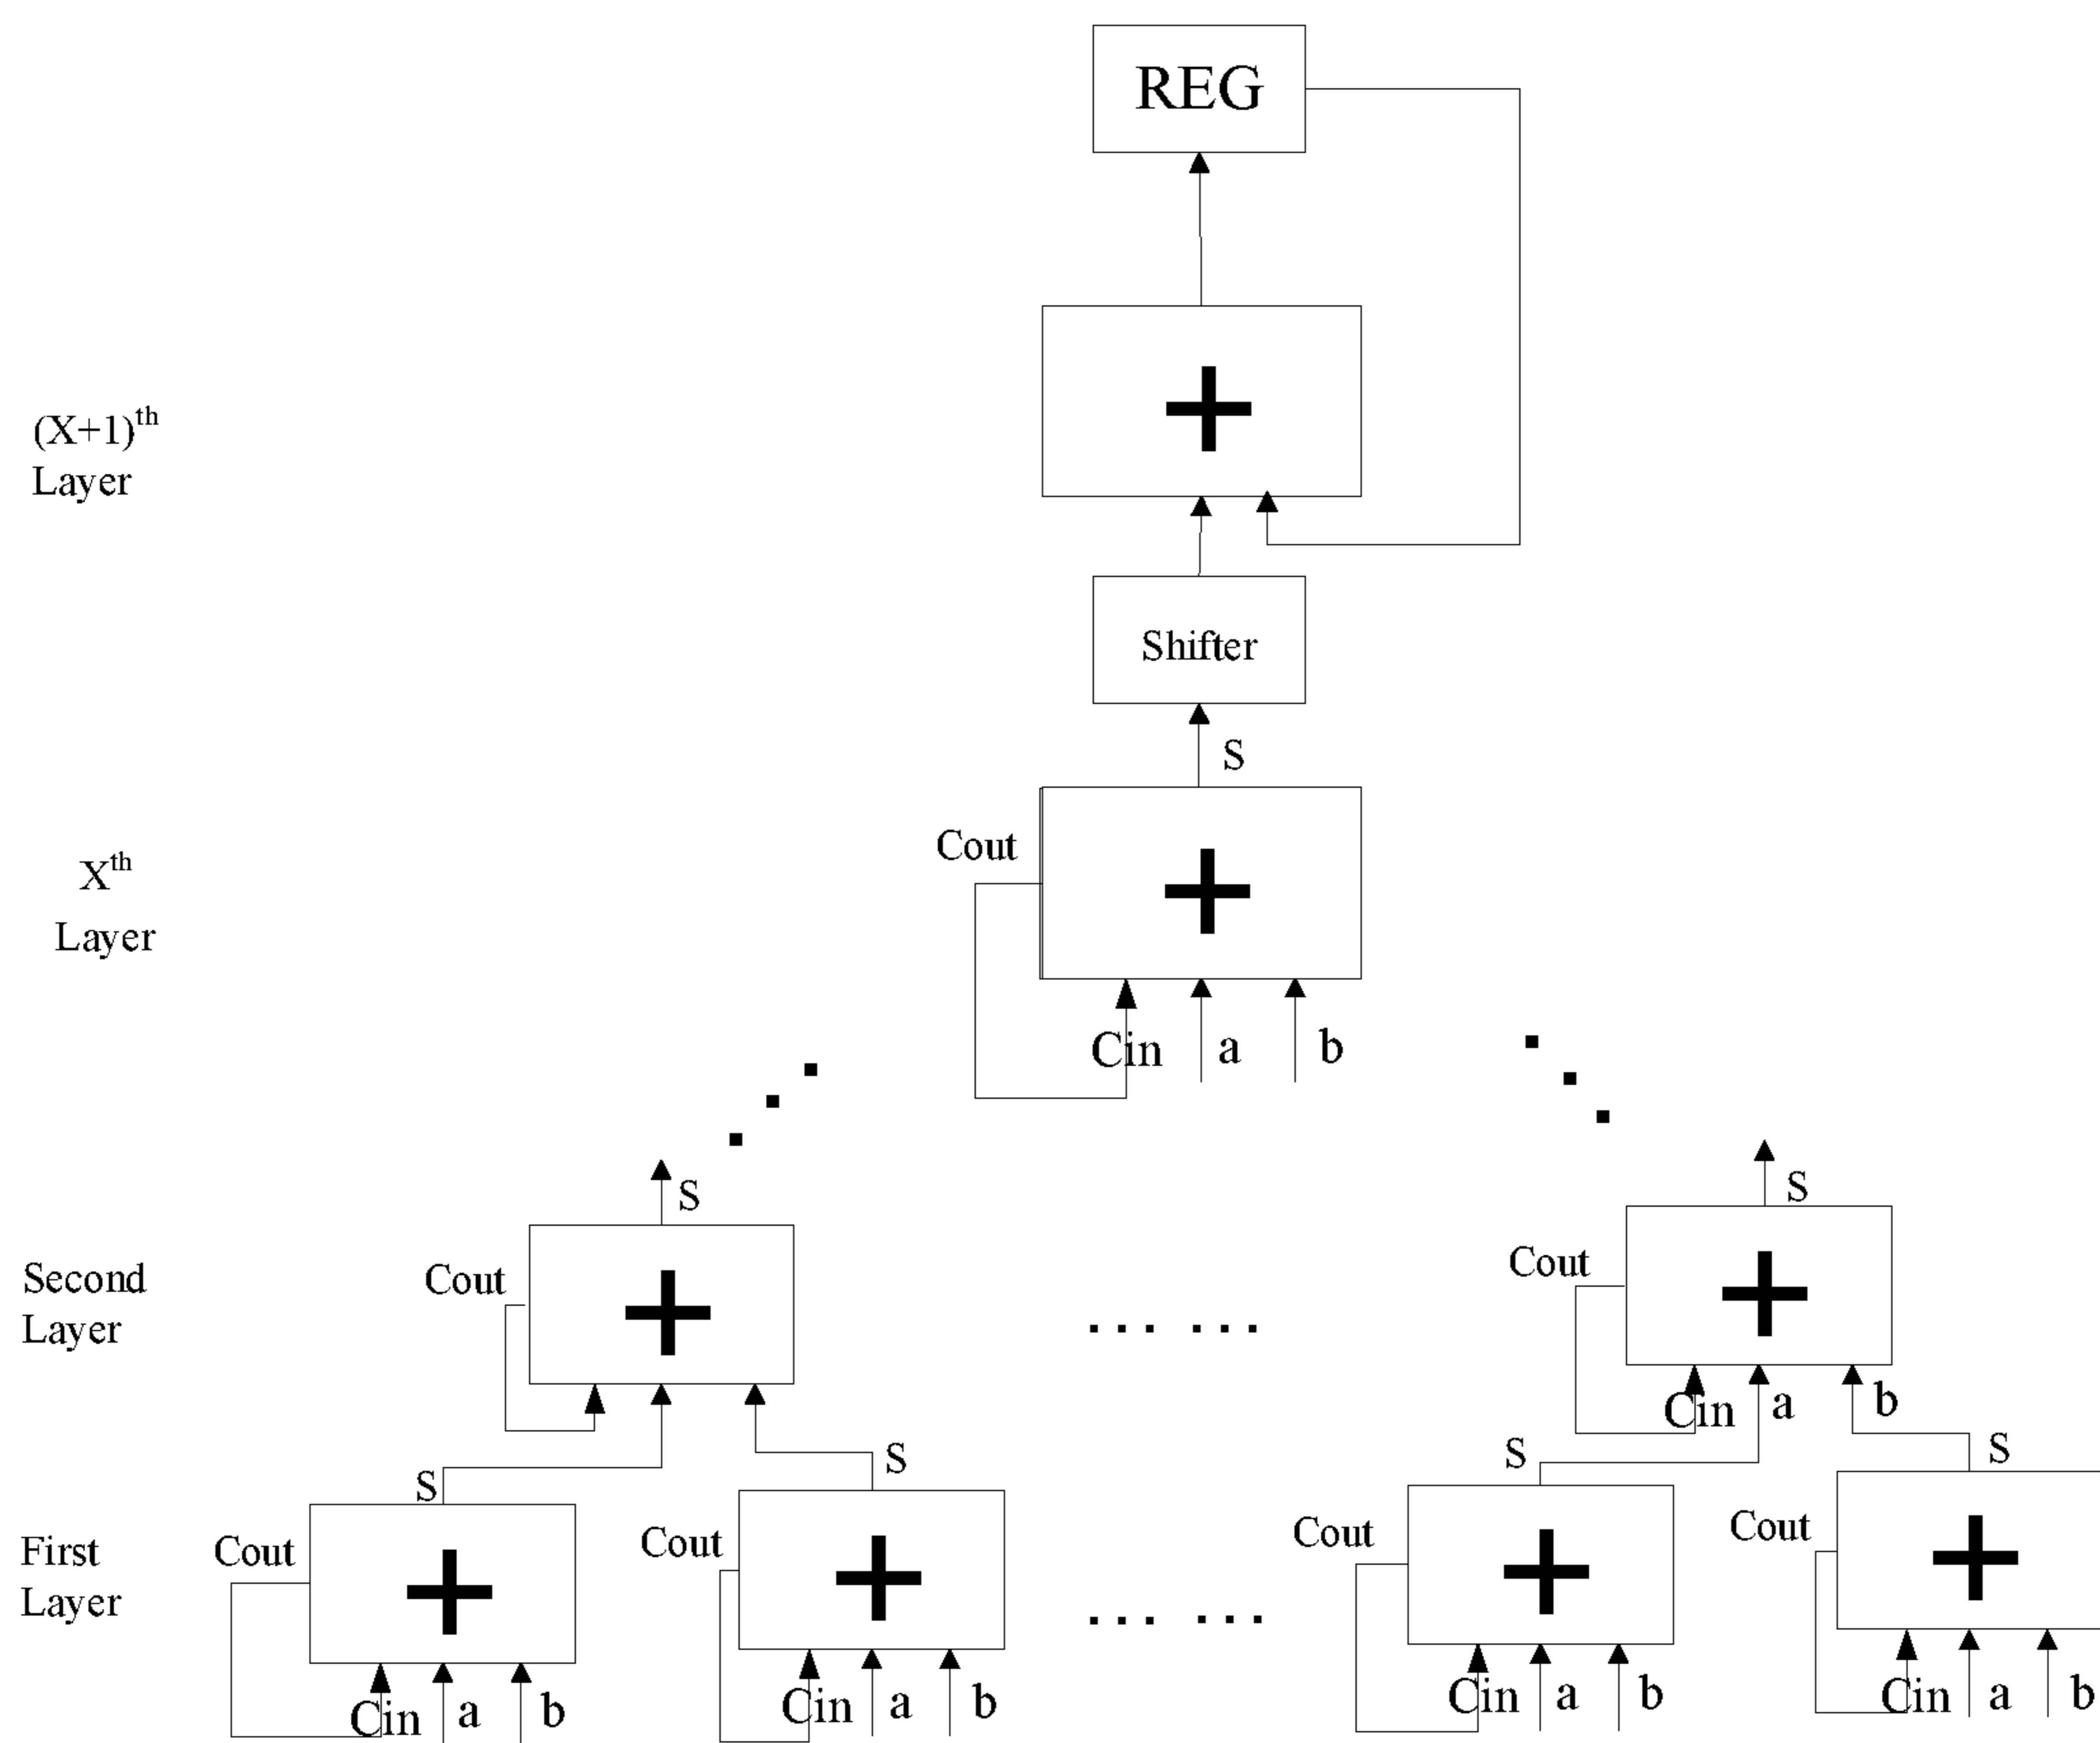 REG
(X+1)th
Layer
Shifter
S
Cout
Xth
Layer
Cin a b
S
S
Cout
Cout
Second
Layer
... ...
Cin a b
S
S
S
S
First
Layer
Cout
Cout
Cout
Cout
... ...
Cin a b
Cin a b
Cin a b
Cin a b